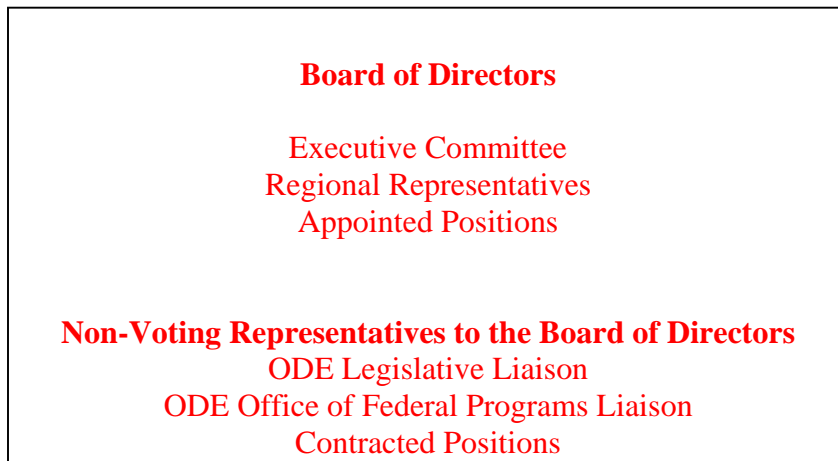 Board of Directors
Executive Committee
Regional Representatives
Appointed Positions
Non-Voting Representatives to the Board of Directors
ODE Legislative Liaison
ODE Office of Federal Programs Liaison
Contracted Positions